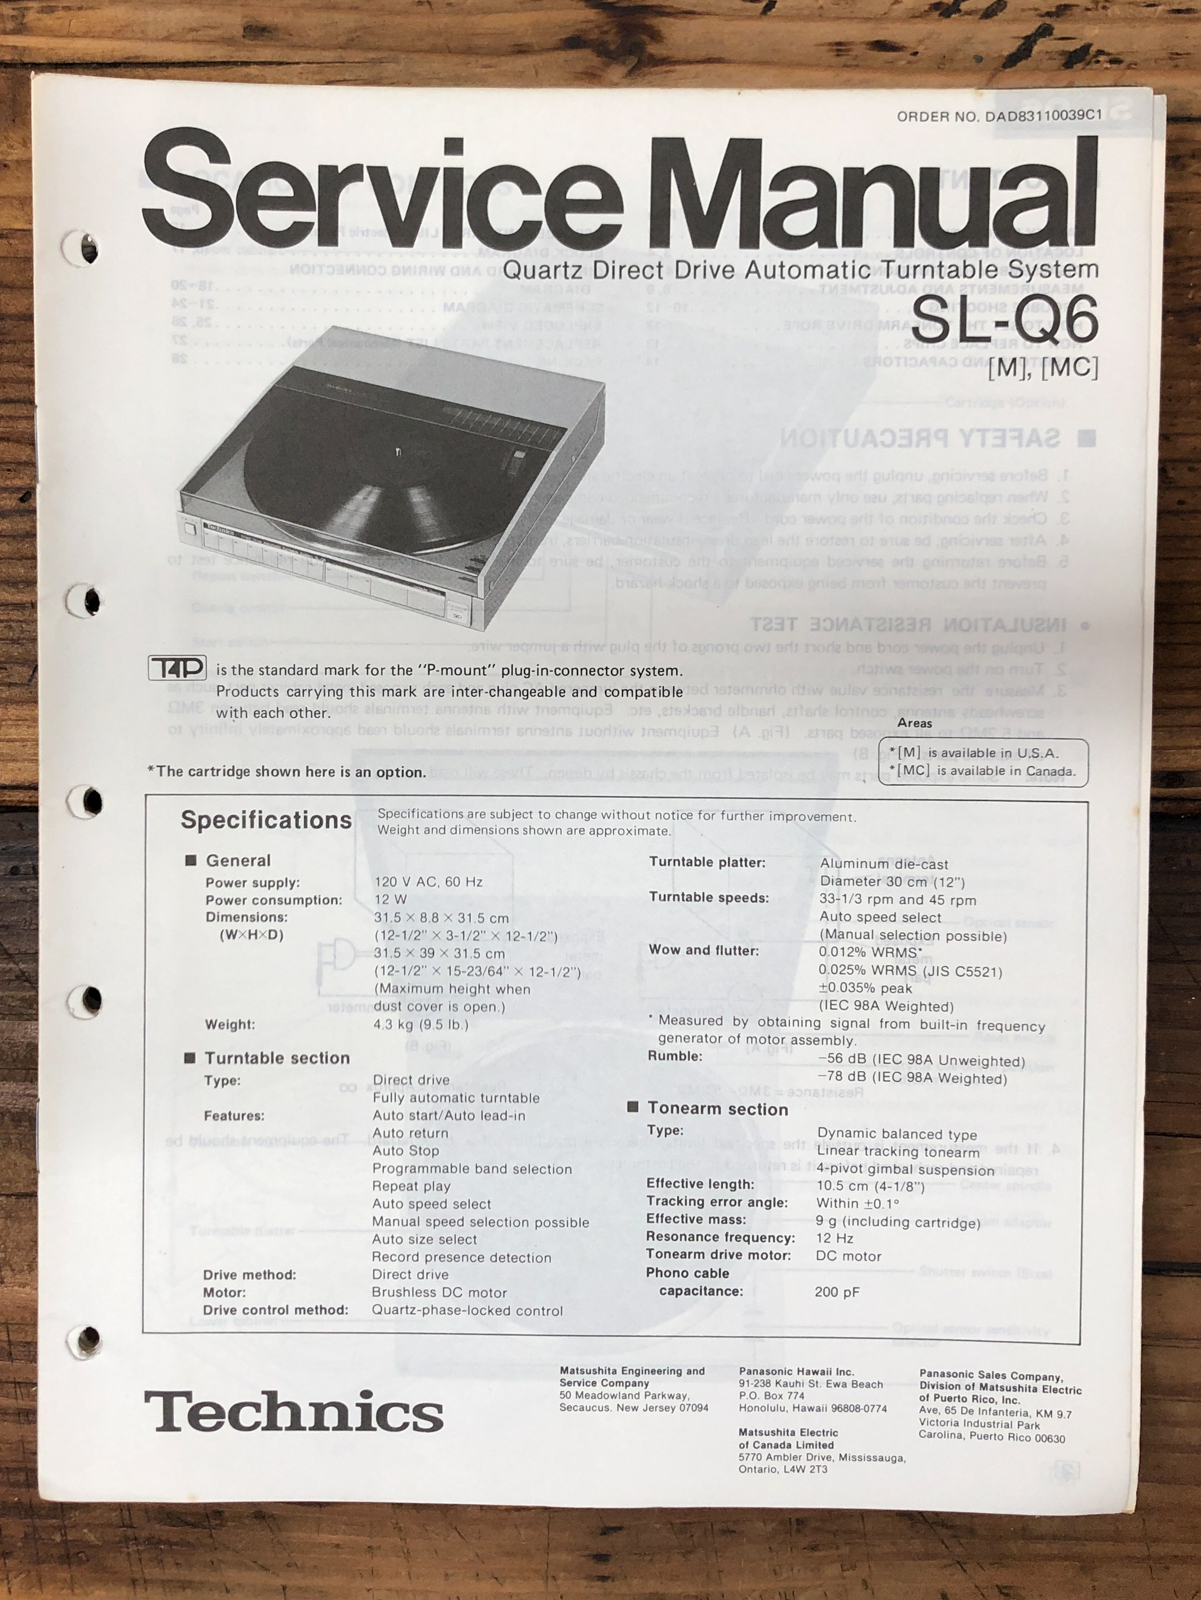 ORDER NO. DAD83110039C1
Service Manual
Quartz Direct Drive Automatic Turntable System
SL-Q6
[M], [MC]
Technics
T4P is the standard mark for the "P-mount" plug-in-connector system.
Products carrying this mark are inter-changeable and compatible
with each other.
Areas
*[M] is available in U.S.A.
*[MC] is available in Canada.
*The cartridge shown here is an option.
Specifications
Specifications are subject to change without notice for further improvement.
Weight and dimensions shown are approximate.
■ General
Power supply: 120 V AC, 60 Hz
Power consumption: 12 W
Dimensions: 31.5 × 8.8 × 31.5 cm
(W×H×D) (12-1/2" × 3-1/2" × 12-1/2")
31.5 × 39 × 31.5 cm
(12-1/2" × 15-23/64" × 12-1/2")
(Maximum height when
dust cover is open.)
Weight: 4.3 kg (9.5 lb.)
■ Turntable section
Type: Direct drive
Fully automatic turntable
Features: Auto start/Auto lead-in
Auto return
Auto Stop
Programmable band selection
Repeat play
Auto speed select
Manual speed selection possible
Auto size select
Record presence detection
Drive method: Direct drive
Motor: Brushless DC motor
Drive control method: Quartz-phase-locked control
Turntable platter: Aluminum die-cast
Diameter 30 cm (12")
Turntable speeds: 33-1/3 rpm and 45 rpm
Auto speed select
(Manual selection possible)
Wow and flutter: 0.012% WRMS*
0.025% WRMS (JIS C5521)
±0.035% peak
(IEC 98A Weighted)
* Measured by obtaining signal from built-in frequency
generator of motor assembly.
Rumble: −56 dB (IEC 98A Unweighted)
−78 dB (IEC 98A Weighted)
■ Tonearm section
Type: Dynamic balanced type
Linear tracking tonearm
4-pivot gimbal suspension
Effective length: 10.5 cm (4-1/8")
Tracking error angle: Within ±0.1°
Effective mass: 9 g (including cartridge)
Resonance frequency: 12 Hz
Tonearm drive motor: DC motor
Phono cable
capacitance: 200 pF
Technics
Matsushita Engineering and
Service Company
50 Meadowland Parkway,
Secaucus. New Jersey 07094
Panasonic Hawaii Inc.
91-238 Kauhi St. Ewa Beach
P.O. Box 774
Honolulu, Hawaii 96808-0774
Matsushita Electric
of Canada Limited
5770 Ambler Drive, Mississauga,
Ontario, L4W 2T3
Panasonic Sales Company,
Division of Matsushita Electric
of Puerto Rico, Inc.
Ave, 65 De Infanteria, KM 9.7
Victoria Industrial Park
Carolina, Puerto Rico 00630